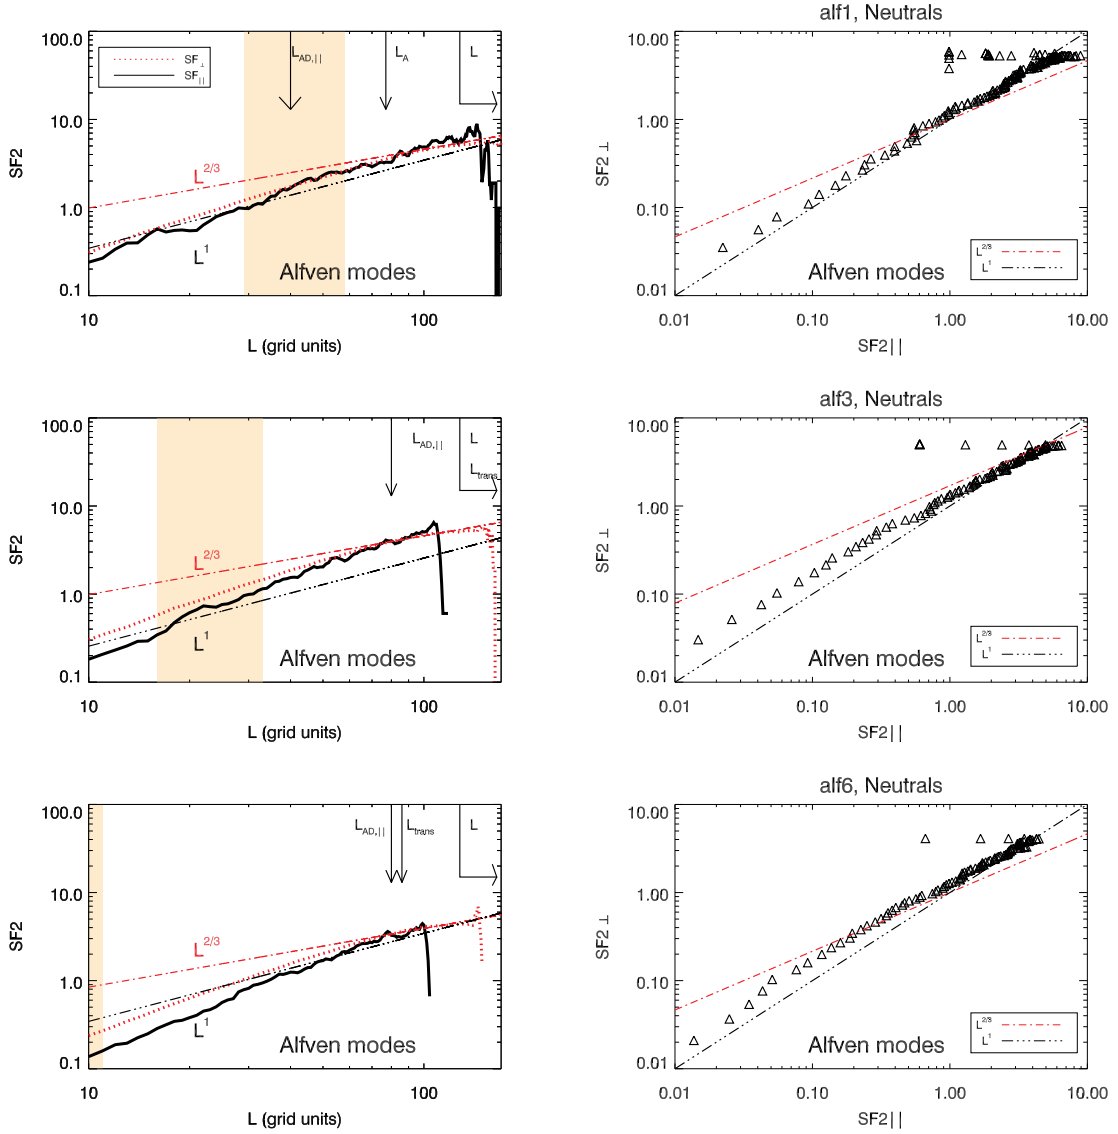 100.0
10.0
1.0
0.1
SF2
SF⊥
SF||
L_AD,||
L_A
L
L^2/3
L^1
Alfven modes
10
100
L (grid units)
alf1, Neutrals
10.00
1.00
0.10
0.01
SF2 ⊥
L^2/3
L^1
Alfven modes
0.01
0.10
1.00
10.00
SF2||
100.0
10.0
1.0
0.1
SF2
L_AD,||
L
L_trans
L^2/3
L^1
Alfven modes
10
100
L (grid units)
alf3, Neutrals
10.00
1.00
0.10
0.01
SF2 ⊥
L^2/3
L^1
Alfven modes
0.01
0.10
1.00
10.00
SF2||
100.0
10.0
1.0
0.1
SF2
L_AD,||
L_trans
L
L^2/3
L^1
Alfven modes
10
100
L (grid units)
alf6, Neutrals
10.00
1.00
0.10
0.01
SF2 ⊥
L^2/3
L^1
Alfven modes
0.01
0.10
1.00
10.00
SF2||